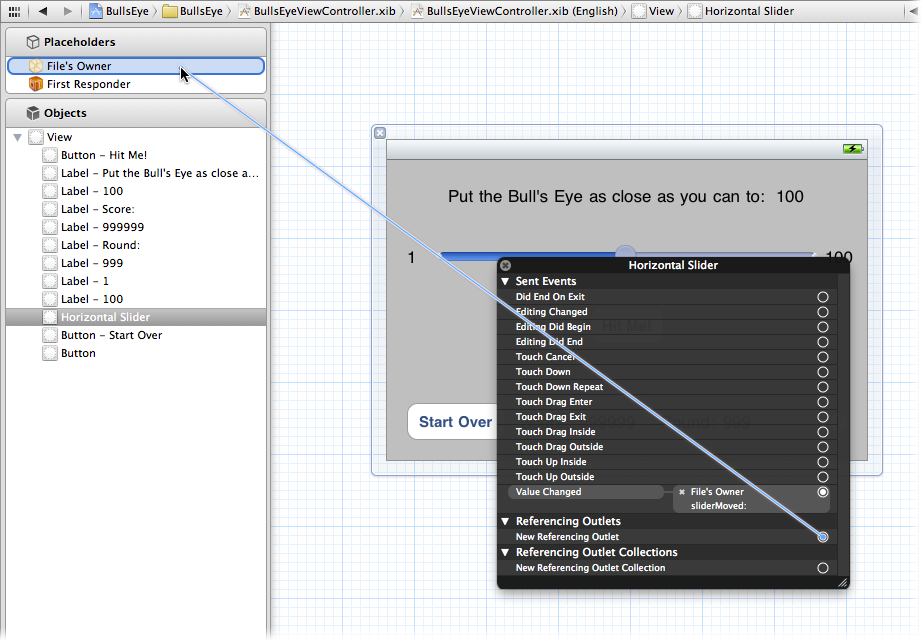 BullsEye BullsEye BullsEyeViewController.xib BullsEyeViewController.xib (English) View Horizontal Slider
Placeholders
File's Owner
First Responder
Objects
View
Button – Hit Me!
Label – Put the Bull's Eye as close a...
Label – 100
Label – Score:
Label – 999999
Label – Round:
Label – 999
Label – 1
Label – 100
Horizontal Slider
Button – Start Over
Button
Put the Bull's Eye as close as you can to: 100
1
100
Hit Me!
Start Over
999
Horizontal Slider
Sent Events
Did End On Exit
Editing Changed
Editing Did Begin
Editing Did End
Touch Cancel
Touch Down
Touch Down Repeat
Touch Drag Enter
Touch Drag Exit
Touch Drag Inside
Touch Drag Outside
Touch Up Inside
Touch Up Outside
Value Changed
File's Owner
sliderMoved:
Referencing Outlets
New Referencing Outlet
Referencing Outlet Collections
New Referencing Outlet Collection